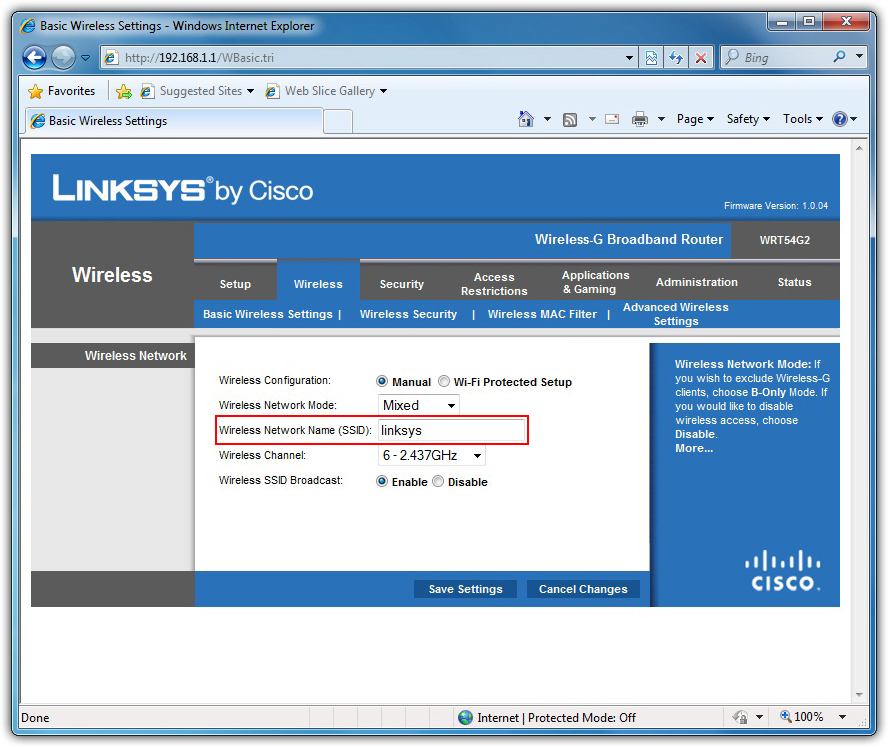 Basic Wireless Settings - Windows Internet Explorer
http://192.168.1.1/WBasic.tri
Bing
Favorites
Suggested Sites
Web Slice Gallery
Basic Wireless Settings
Page
Safety
Tools
LINKSYS® by Cisco
Firmware Version: 1.0.04
Wireless-G Broadband Router
WRT54G2
Wireless
Setup
Wireless
Security
Access
Restrictions
Applications
& Gaming
Administration
Status
Basic Wireless Settings |
Wireless Security |
Wireless MAC Filter |
Advanced Wireless
Settings
Wireless Network
Wireless Configuration:
Manual
Wi-Fi Protected Setup
Wireless Network Mode:
Mixed
Wireless Network Name (SSID):
linksys
Wireless Channel:
6 - 2.437GHz
Wireless SSID Broadcast:
Enable
Disable
Wireless Network Mode: If
you wish to exclude Wireless-G
clients, choose B-Only Mode. If
you would like to disable
wireless access, choose
Disable.
More...
CISCO.
Save Settings
Cancel Changes
Done
Internet | Protected Mode: Off
100%